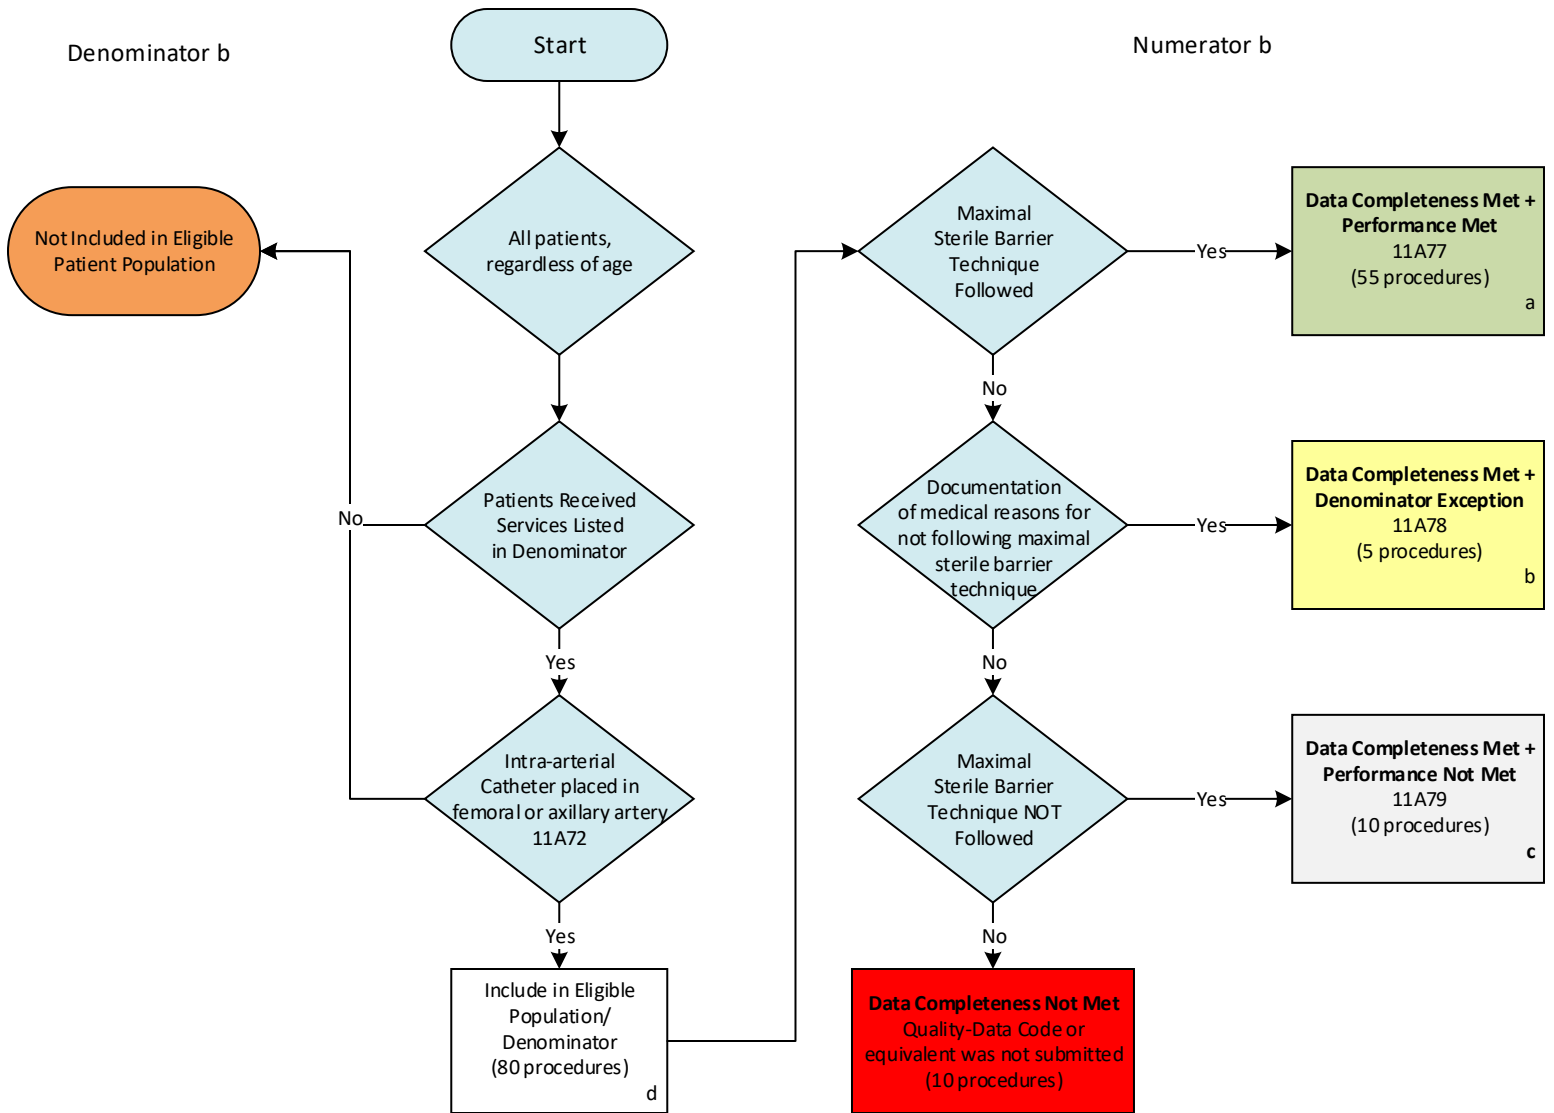 Denominator b
Start
Numerator b
All patients,
regardless of age
Not Included in Eligible
Patient Population
Patients Received
Services Listed
in Denominator
No
Yes
Intra-arterial
Catheter placed in
femoral or axillary artery
11A72
Yes
Include in Eligible
Population/
Denominator
(80 procedures)
d
Maximal
Sterile Barrier
Technique
Followed
Yes
Data Completeness Met +
Performance Met
11A77
(55 procedures)
a
No
Documentation
of medical reasons for
not following maximal
sterile barrier
technique
Yes
Data Completeness Met +
Denominator Exception
11A78
(5 procedures)
b
No
Maximal
Sterile Barrier
Technique NOT
Followed
Yes
Data Completeness Met +
Performance Not Met
11A79
(10 procedures)
c
No
Data Completeness Not Met
Quality-Data Code or
equivalent was not submitted
(10 procedures)